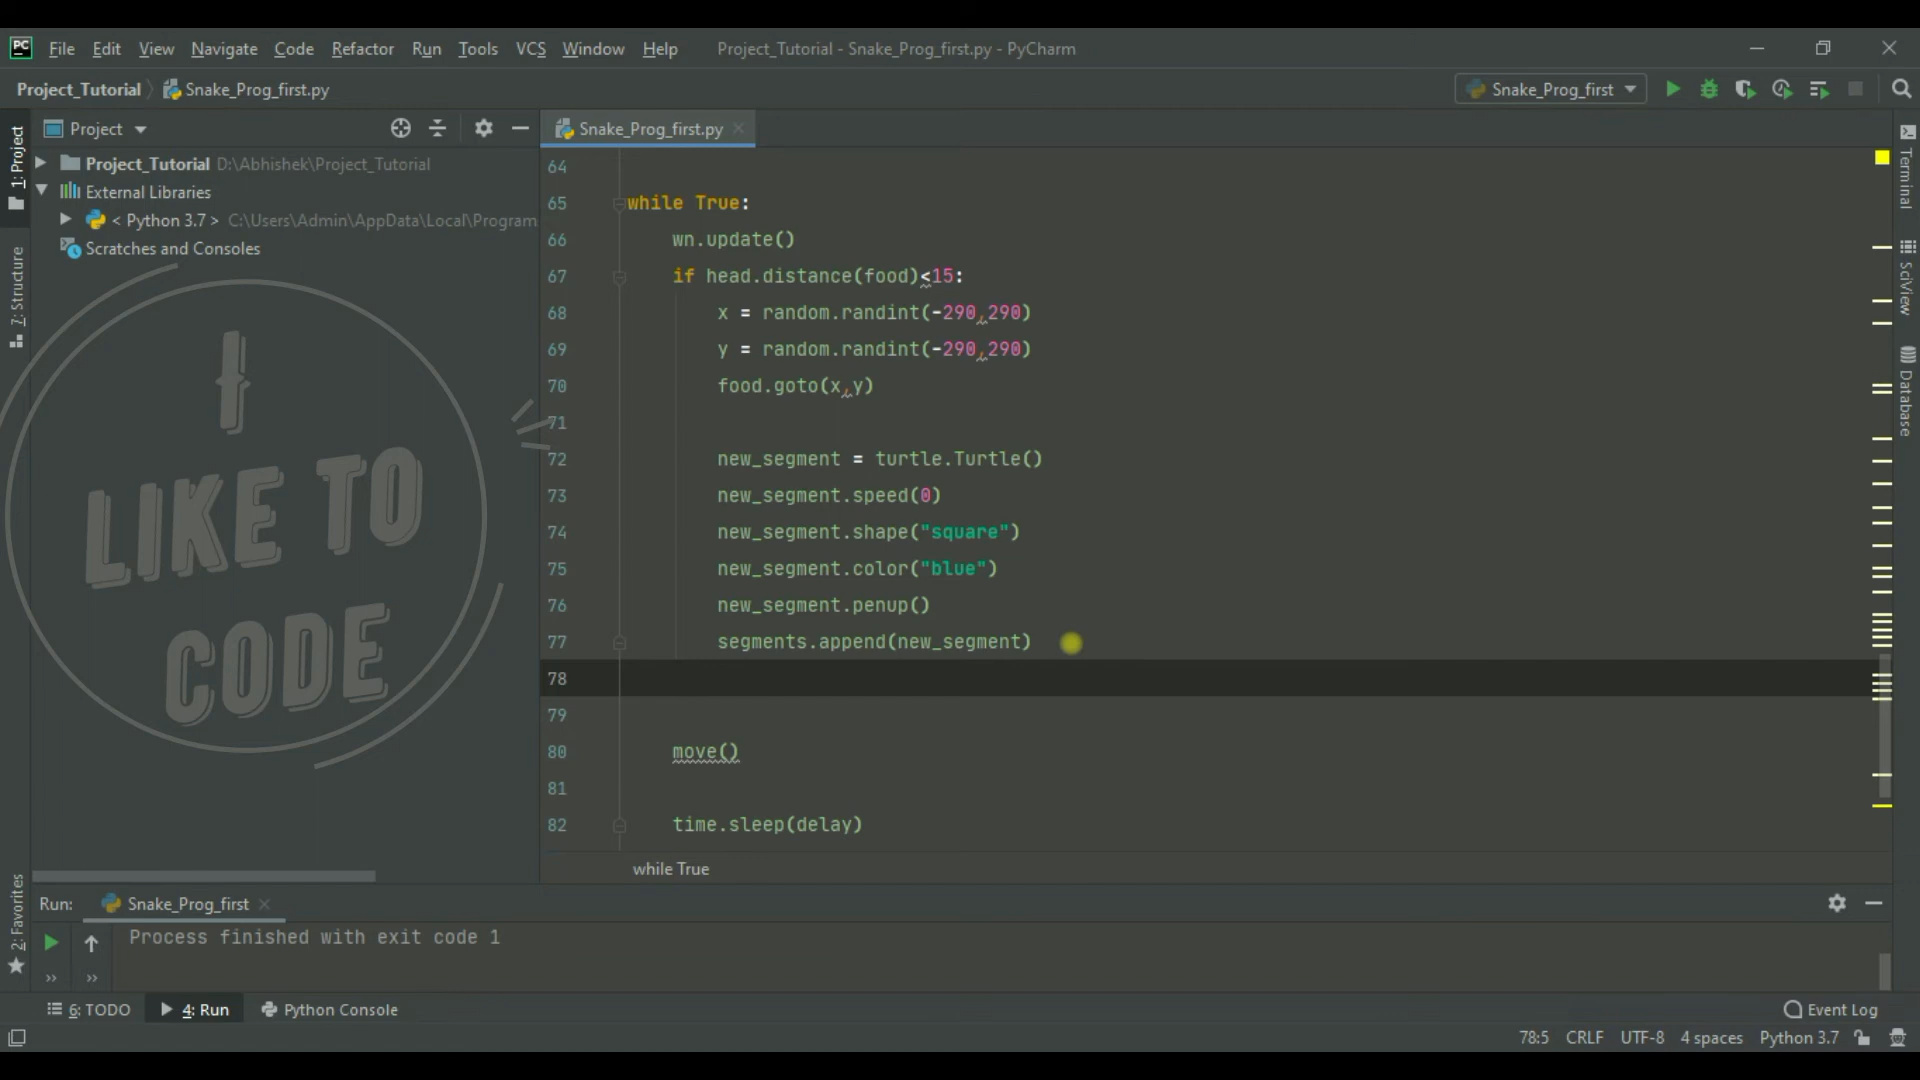 PC File Edit View Navigate Code Refactor Run Tools VCS Window Help Project_Tutorial - Snake_Prog_first.py - PyCharm
Project_Tutorial Snake_Prog_first.py Snake_Prog_first
1: Project
7: Structure
2: Favorites
Project
Project_Tutorial D:\Abhishek\Project_Tutorial
External Libraries
< Python 3.7 > C:\Users\Admin\AppData\Local\Program
Scratches and Consoles
I
LIKE TO
CODE
Snake_Prog_first.py
64
65 while True:
66 wn.update()
67 if head.distance(food)<15:
68 x = random.randint(-290,290)
69 y = random.randint(-290,290)
70 food.goto(x,y)
71
72 new_segment = turtle.Turtle()
73 new_segment.speed(0)
74 new_segment.shape("square")
75 new_segment.color("blue")
76 new_segment.penup()
77 segments.append(new_segment)
78
79
80 move()
81
82 time.sleep(delay)
while True
Terminal
SciView
Database
Run: Snake_Prog_first
Process finished with exit code 1
6: TODO 4: Run Python Console Event Log
78:5 CRLF UTF-8 4 spaces Python 3.7